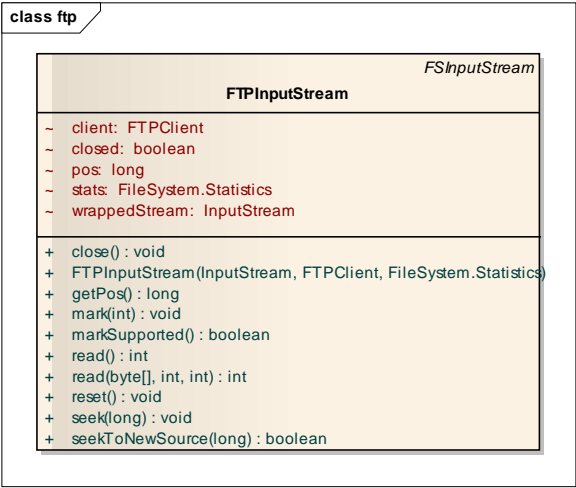 class ftp
FSInputStream
FTPInputStream
~ client: FTPClient
~ closed: boolean
~ pos: long
~ stats: FileSystem.Statistics
~ wrappedStream: InputStream
+ close() : void
+ FTPInputStream(InputStream, FTPClient, FileSystem.Statistics)
+ getPos() : long
+ mark(int) : void
+ markSupported() : boolean
+ read() : int
+ read(byte[], int, int) : int
+ reset() : void
+ seek(long) : void
+ seekToNewSource(long) : boolean